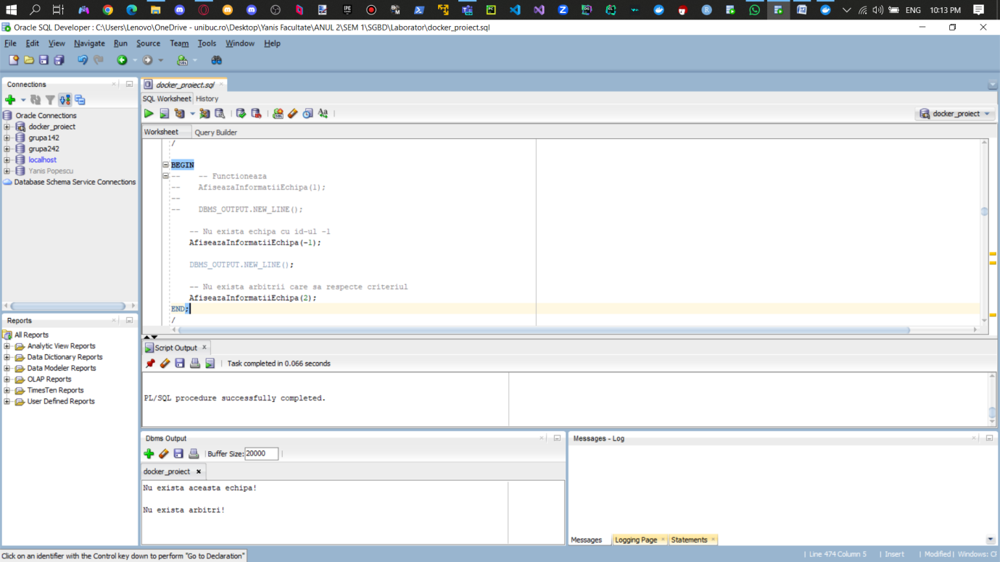 ENG 10:13 PM
Oracle SQL Developer : C:\Users\Lenovo\OneDrive - unibuc.ro\Desktop\Yanis Facultate\ANUL 2\SEM 1\SGBD\Laborator\docker_proiect.sql
File Edit View Navigate Run Source Team Tools Window Help
Connections
docker_proiect.sql
SQL Worksheet History
Oracle Connections
docker_proiect
docker_proiect
grupa142
grupa242
localhost
Yanis Popescu
Database Schema Service Connections
Worksheet Query Builder
/
BEGIN
-- -- Functioneaza
-- AfiseazaInformatiiEchipa(1);
--
-- DBMS_OUTPUT.NEW_LINE();
-- Nu exista echipa cu id-ul -1
AfiseazaInformatiiEchipa(-1);
DBMS_OUTPUT.NEW_LINE();
-- Nu exista arbitrii care sa respecte criteriul
AfiseazaInformatiiEchipa(2);
END;
/
Reports
All Reports
Analytic View Reports
Data Dictionary Reports
Data Modeler Reports
OLAP Reports
TimesTen Reports
User Defined Reports
Script Output
Task completed in 0.066 seconds
PL/SQL procedure successfully completed.
Dbms Output
Buffer Size: 20000
docker_proiect
Nu exista aceasta echipa!
Nu exista arbitri!
Messages - Log
Messages Logging Page Statements
Click on an identifier with the Control key down to perform "Go to Declaration"
| Line 474 Column 5 | Insert | Modified | Windows: Cl